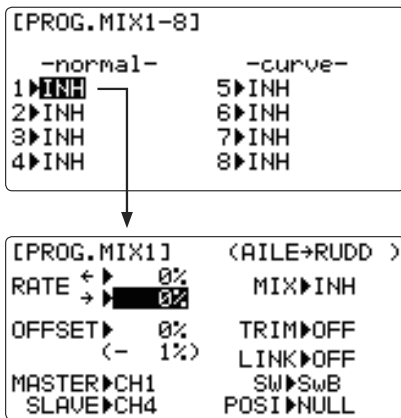 [PROG.MIX1-8]
-normal- -curve-
1▶INH 5▶INH
2▶INH 6▶INH
3▶INH 7▶INH
4▶INH 8▶INH
[PROG.MIX1] (AILE→RUDD )
RATE ←▶ 0% MIX▶INH
→▶ 0%
OFFSET▶ 0% TRIM▶OFF
(- 1%) LINK▶OFF
MASTER▶CH1 SW▶SwB
SLAVE▶CH4 POSI▶NULL